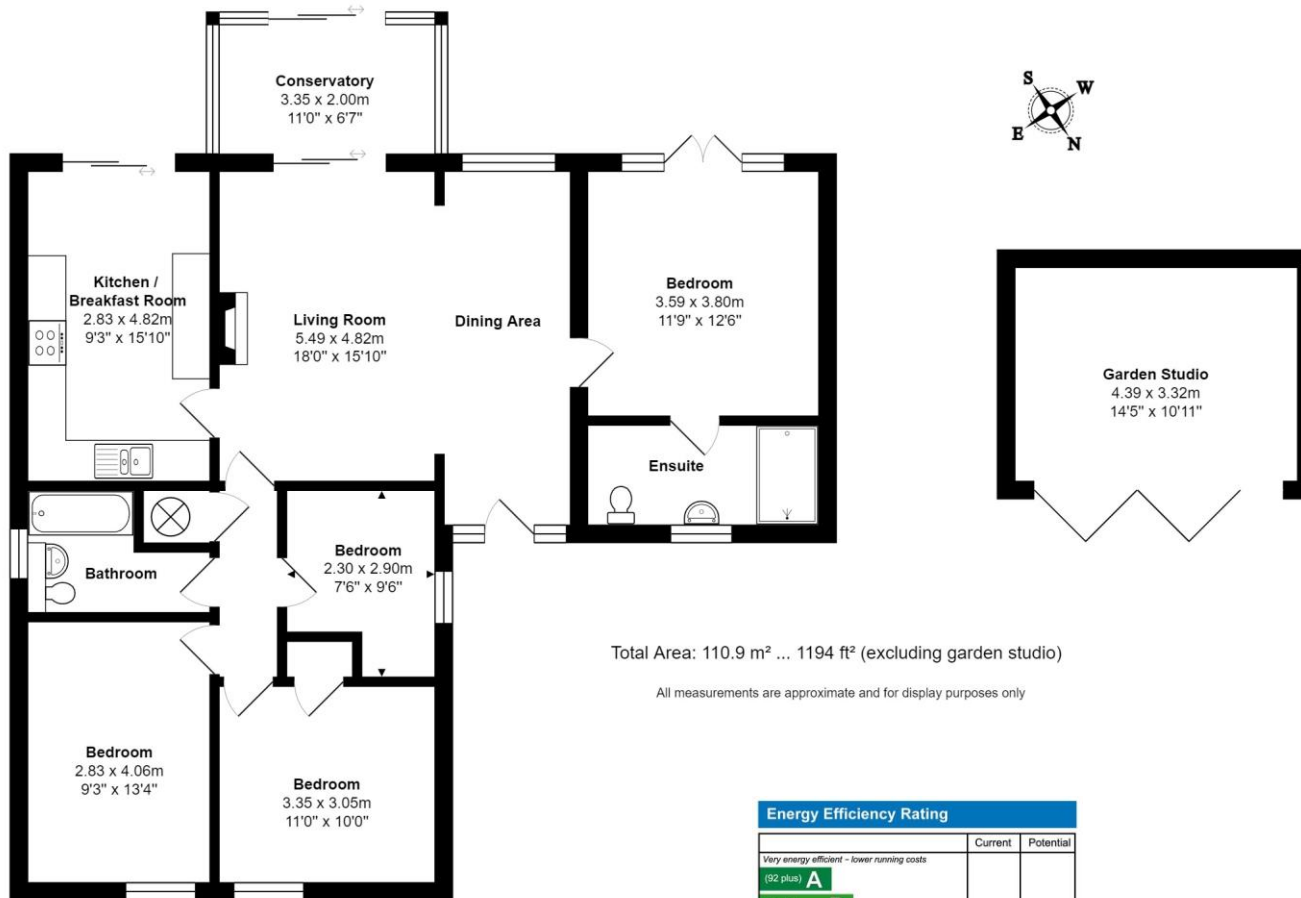 Conservatory
3.35 x 2.00m
11'0" x 6'7"
S
W
E
N
Kitchen /
Breakfast Room
2.83 x 4.82m
9'3" x 15'10"
Living Room
5.49 x 4.82m
18'0" x 15'10"
Dining Area
Bedroom
3.59 x 3.80m
11'9" x 12'6"
Garden Studio
4.39 x 3.32m
14'5" x 10'11"
Ensuite
Bathroom
Bedroom
2.30 x 2.90m
7'6" x 9'6"
Total Area: 110.9 m² ... 1194 ft² (excluding garden studio)
All measurements are approximate and for display purposes only
Bedroom
2.83 x 4.06m
9'3" x 13'4"
Bedroom
3.35 x 3.05m
11'0" x 10'0"
Energy Efficiency Rating
Current Potential
Very energy efficient - lower running costs
(92 plus) A